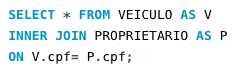 SELECT * FROM VEICULO AS V
INNER JOIN PROPRIETARIO AS P
ON V.cpf= P.cpf;